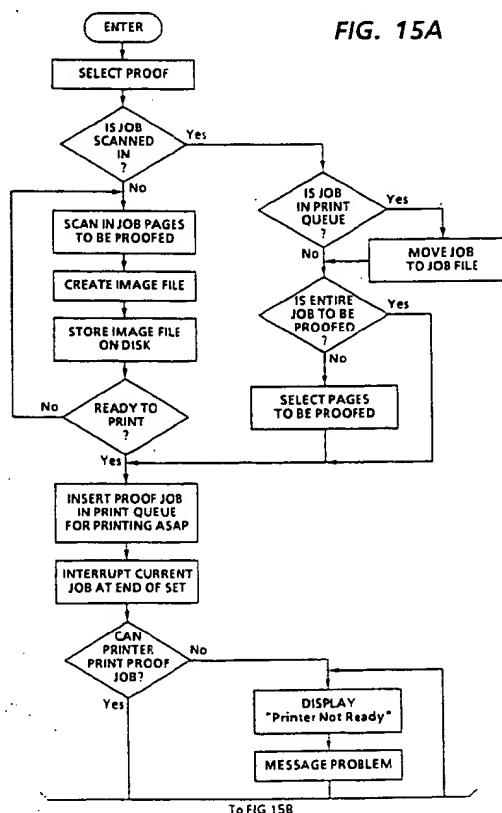 FIG. 15A
ENTER
SELECT PROOF
IS JOB
SCANNED
IN
?
Yes
No
SCAN IN JOB PAGES
TO BE PROOFED
CREATE IMAGE FILE
STORE IMAGE FILE
ON DISK
READY TO
PRINT
?
No
Yes
IS JOB
IN PRINT
QUEUE
?
Yes
No
MOVE JOB
TO JOB FILE
IS ENTIRE
JOB TO BE
PROOFED
?
Yes
No
SELECT PAGES
TO BE PROOFED
INSERT PROOF JOB
IN PRINT QUEUE
FOR PRINTING ASAP
INTERRUPT CURRENT
JOB AT END OF SET
CAN
PRINTER
PRINT PROOF
JOB?
No
Yes
DISPLAY
"Printer Not Ready"
MESSAGE PROBLEM
To FIG 15B